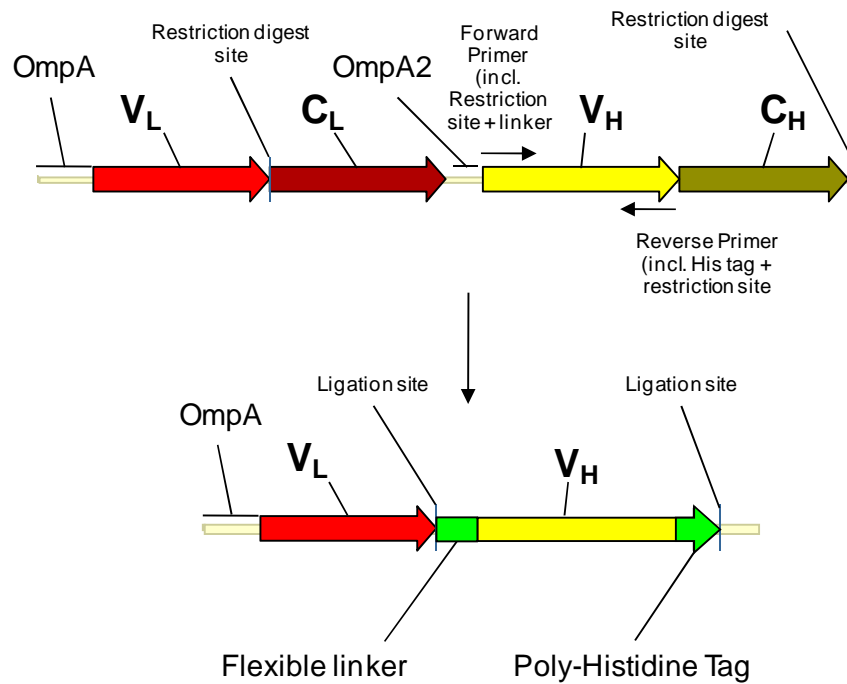 Restriction digest
site
Forward
Primer
(incl.
Restriction
site + linker
Restriction digest
site
OmpA
OmpA2
VL
CL
VH
CH
Reverse Primer
(incl. His tag +
restriction site
Ligation site
Ligation site
OmpA
VL
VH
Flexible linker
Poly-Histidine Tag